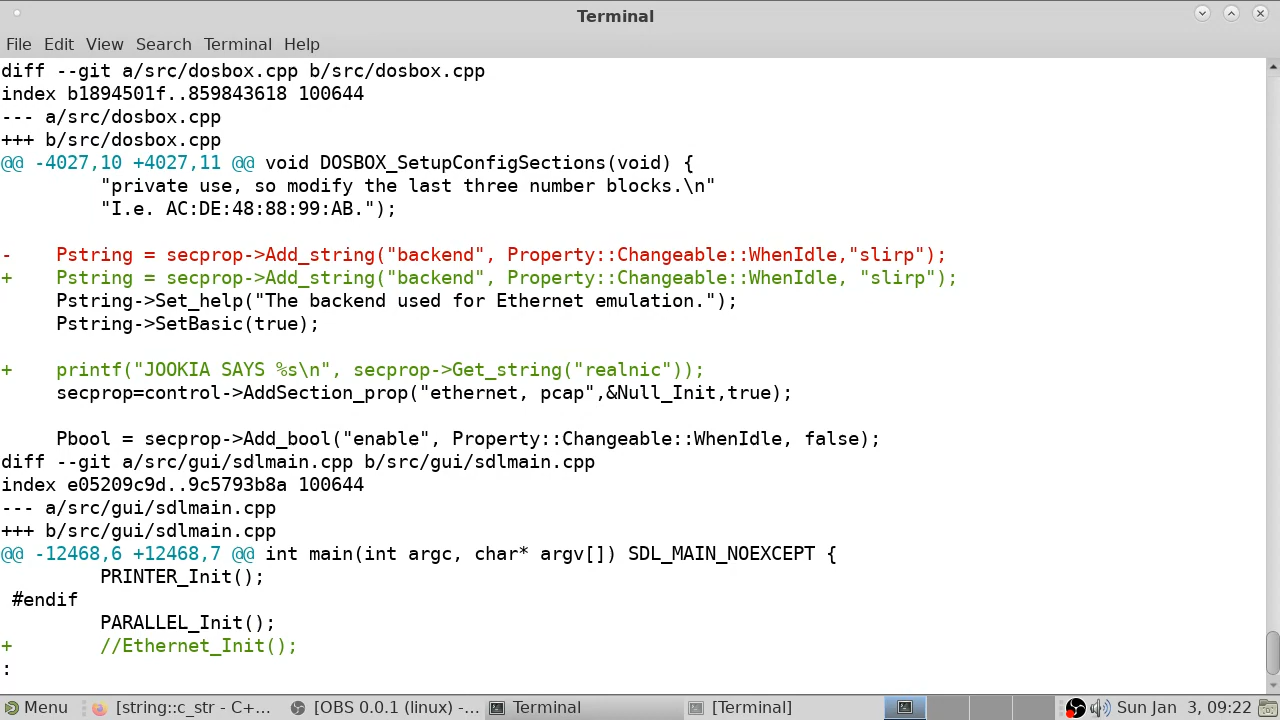 Terminal
File Edit View Search Terminal Help
diff --git a/src/dosbox.cpp b/src/dosbox.cpp
index b1894501f..859843618 100644
--- a/src/dosbox.cpp
+++ b/src/dosbox.cpp
@@ -4027,10 +4027,11 @@ void DOSBOX_SetupConfigSections(void) {
         "private use, so modify the last three number blocks.\n"
         "I.e. AC:DE:48:88:99:AB.");
-    Pstring = secprop->Add_string("backend", Property::Changeable::WhenIdle,"slirp");
+    Pstring = secprop->Add_string("backend", Property::Changeable::WhenIdle, "slirp");
     Pstring->Set_help("The backend used for Ethernet emulation.");
     Pstring->SetBasic(true);
+    printf("JOOKIA SAYS %s\n", secprop->Get_string("realnic"));
     secprop=control->AddSection_prop("ethernet, pcap",&Null_Init,true);
     Pbool = secprop->Add_bool("enable", Property::Changeable::WhenIdle, false);
diff --git a/src/gui/sdlmain.cpp b/src/gui/sdlmain.cpp
index e05209c9d..9c5793b8a 100644
--- a/src/gui/sdlmain.cpp
+++ b/src/gui/sdlmain.cpp
@@ -12468,6 +12468,7 @@ int main(int argc, char* argv[]) SDL_MAIN_NOEXCEPT {
         PRINTER_Init();
 #endif
         PARALLEL_Init();
+        //Ethernet_Init();
:
Menu [string::c_str - C+... [OBS 0.0.1 (linux) -... Terminal [Terminal] Sun Jan 3, 09:22